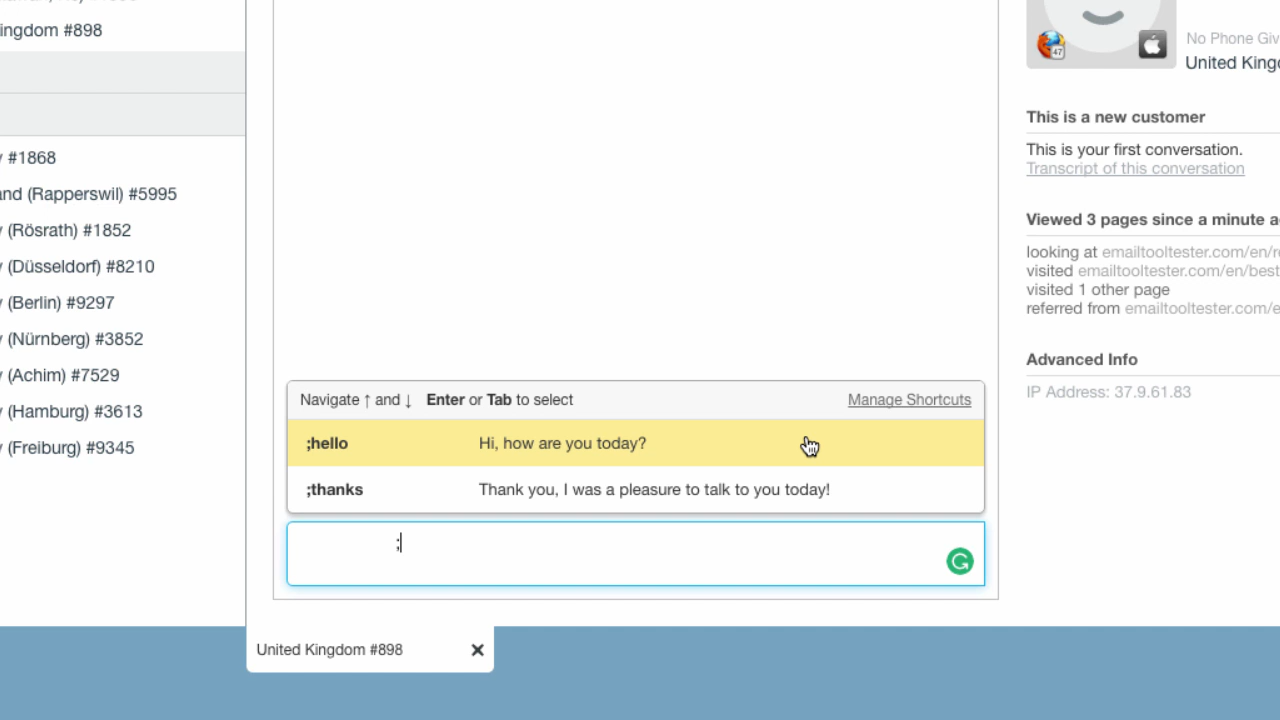 ingdom #898
#1868
and (Rapperswil) #5995
(Rösrath) #1852
(Düsseldorf) #8210
(Berlin) #9297
(Nürnberg) #3852
(Achim) #7529
(Hamburg) #3613
(Freiburg) #9345
Navigate ↑ and ↓ Enter or Tab to select Manage Shortcuts
;hello Hi, how are you today?
;thanks Thank you, I was a pleasure to talk to you today!
;
United Kingdom #898
47
No Phone Giv
United Kingd
This is a new customer
This is your first conversation.
Transcript of this conversation
Viewed 3 pages since a minute a
looking at emailtooltester.com/en/r
visited emailtooltester.com/en/best
visited 1 other page
referred from emailtooltester.com/e
Advanced Info
IP Address: 37.9.61.83